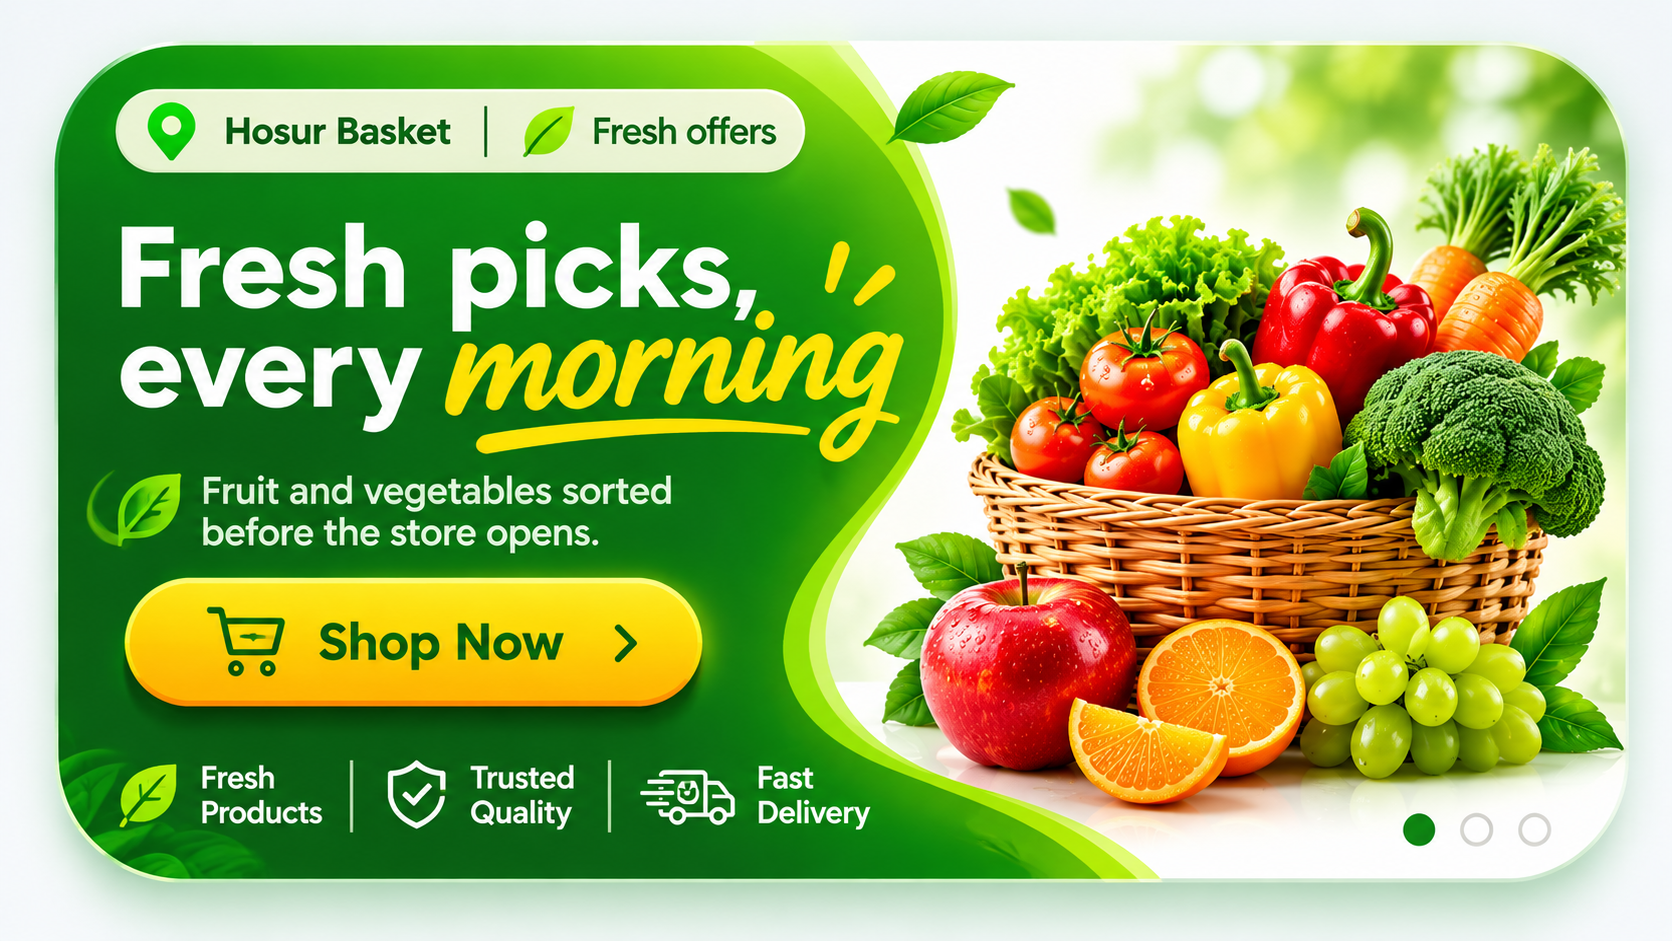 Hosur Basket | Fresh offers
Fresh picks,
every morning
Fruit and vegetables sorted
before the store opens.
Shop Now
Fresh
Products
Trusted
Quality
Fast
Delivery